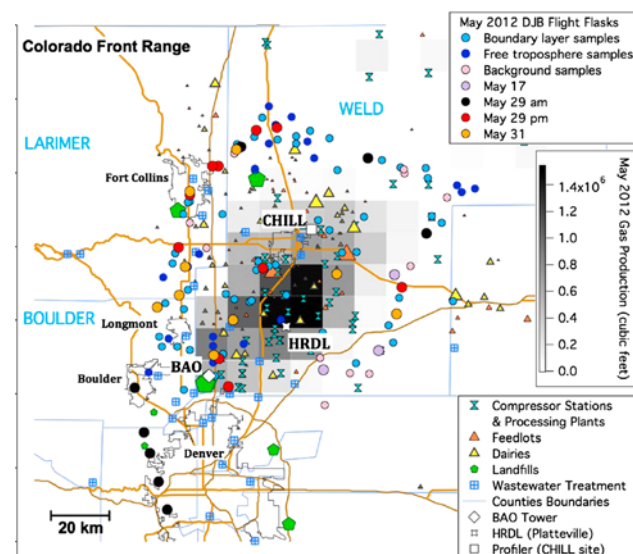 Colorado Front Range
May 2012 DJB Flight Flasks
Boundary layer samples
Free troposphere samples
Background samples
May 17
May 29 am
May 29 pm
May 31
WELD
LARIMER
Fort Collins
CHILL
BOULDER
Longmont
HRDL
BAO
Boulder
Denver
20 km
1.4x10⁶
1.2
1.0
0.8
0.6
0.4
0.2
0.0
May 2012 Gas Production (cubic feet)
Compressor Stations
& Processing Plants
Feedlots
Dairies
Landfills
Wastewater Treatment
Counties Boundaries
BAO Tower
HRDL (Platteville)
Profiler (CHILL site)